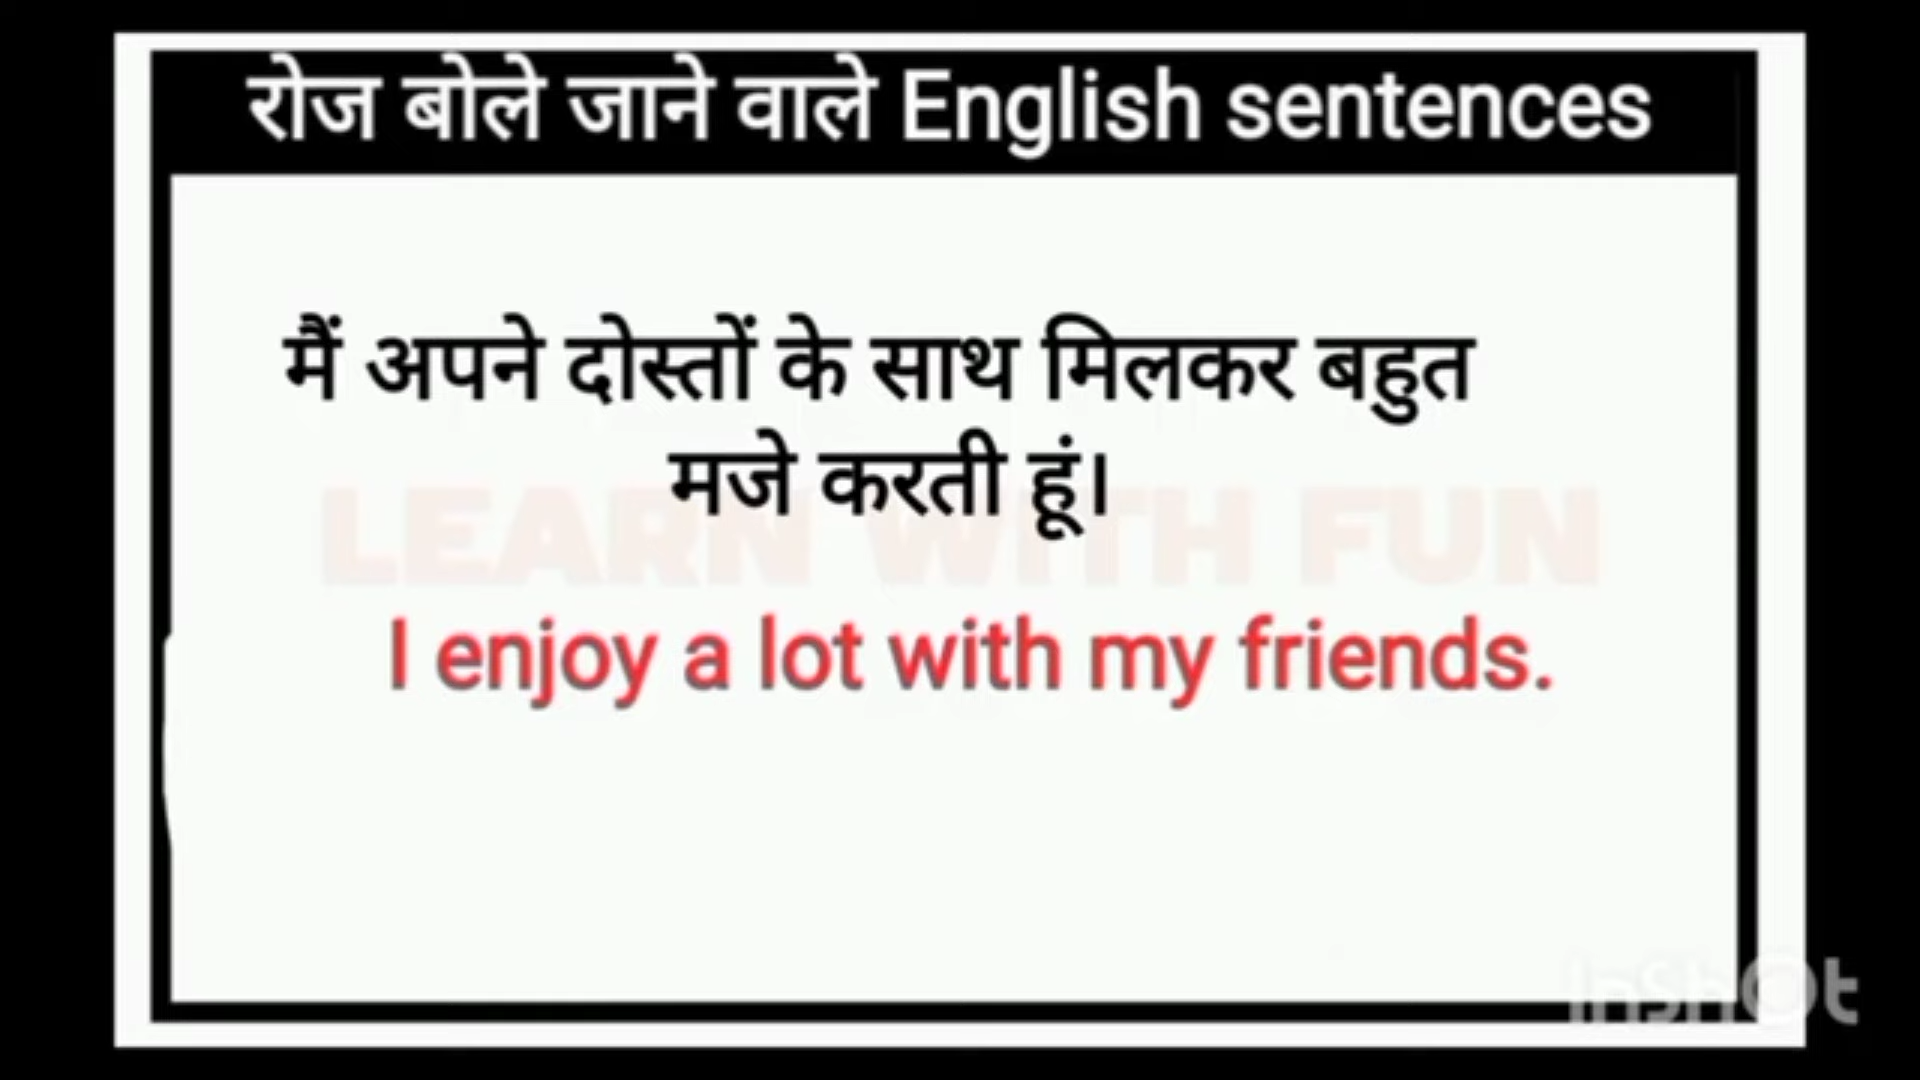 रोज बोले जाने वाले English sentences
मैं अपने दोस्तों के साथ मिलकर बहुत
मजे करती हूं।
LEARN WITH FUN
I enjoy a lot with my friends.
InShOt